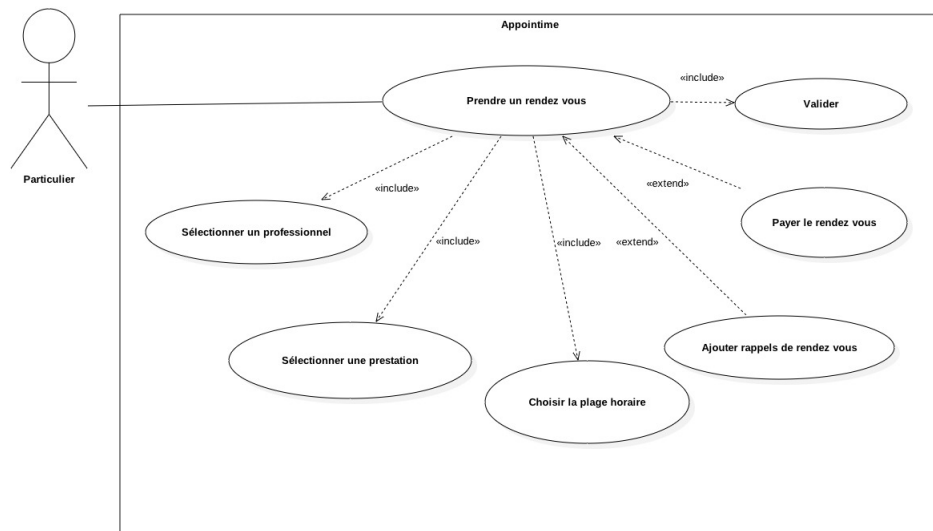 Appointime
Prendre un rendez vous
«include»
Valider
Particulier
«include»
«extend»
Sélectionner un professionnel
Payer le rendez vous
«include»
«include»
«extend»
Sélectionner une prestation
Ajouter rappels de rendez vous
Choisir la plage horaire